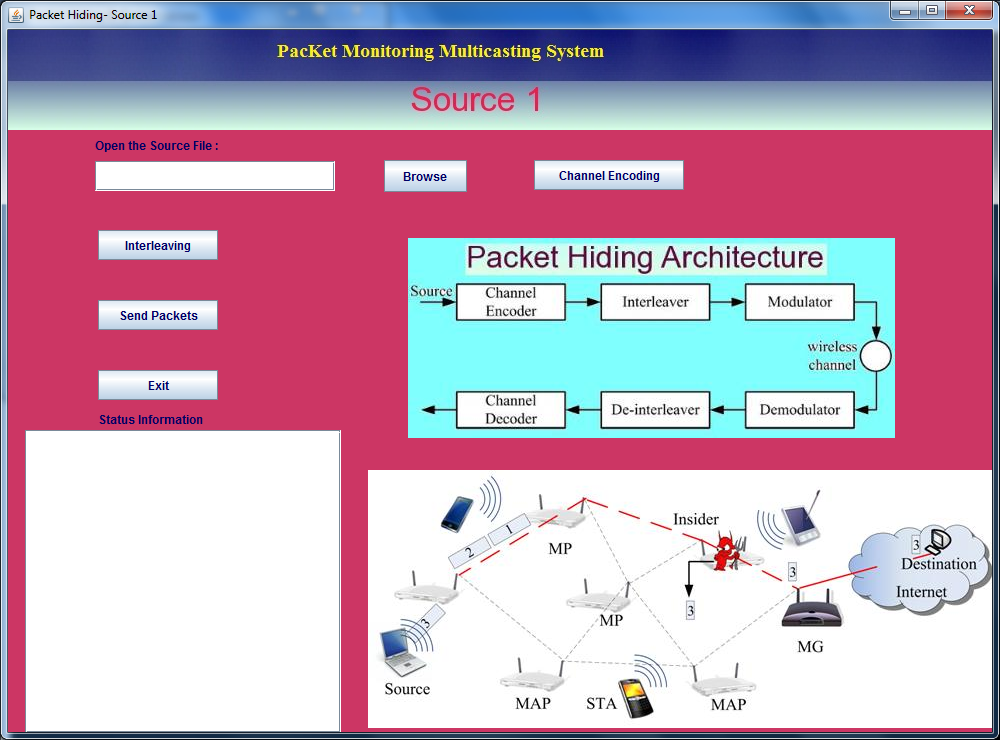 Packet Hiding- Source 1
PacKet Monitoring Multicasting System
Source 1
Open the Source File :
Browse
Channel Encoding
Interleaving
Send Packets
Exit
Status Information
Packet Hiding Architecture
Source
Channel
Encoder
Interleaver
Modulator
wireless
channel
Channel
Decoder
De-interleaver
Demodulator
1
2
3
MP
Insider
3
3
3
Destination
Internet
MP
MG
Source
MAP
STA
MAP